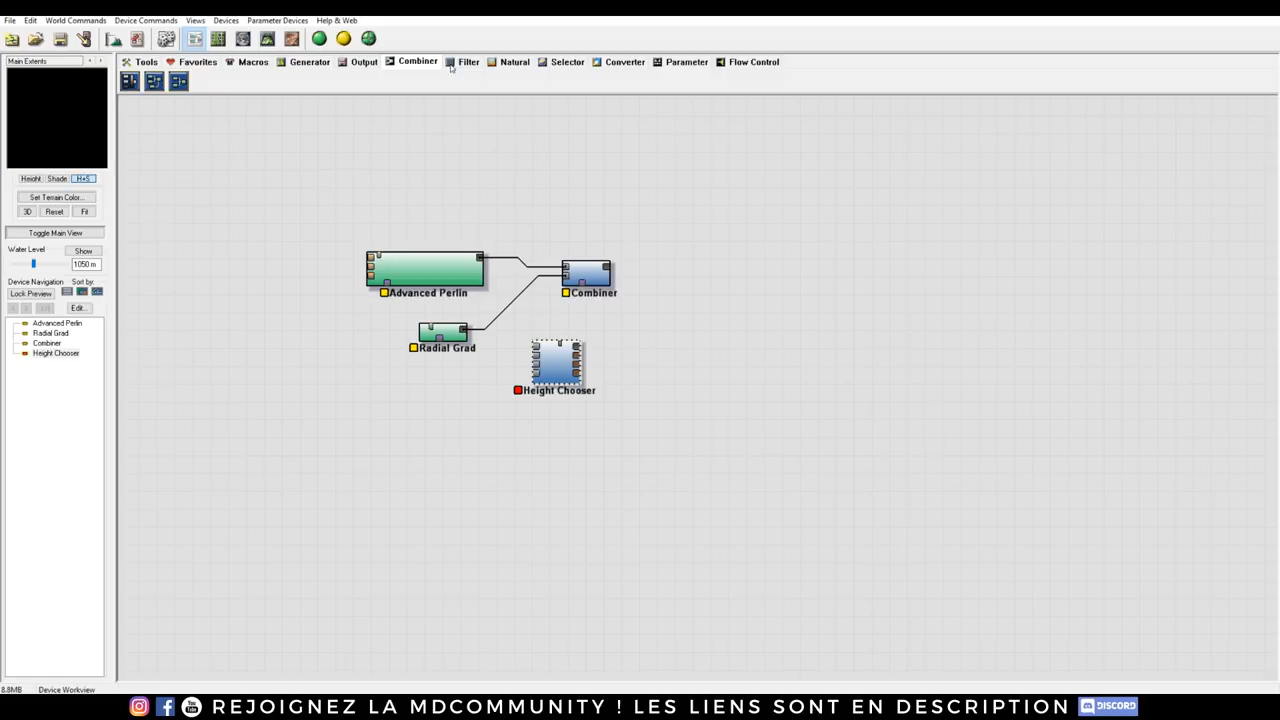 File Edit World Commands Device Commands Views Devices Parameter Devices Help & Web
Main Extents
Tools Favorites Macros Generator Output Combiner Filter Natural Selector Converter Parameter Flow Control
Height Shade H+S
Set Terrain Color...
3D Reset Fit
Toggle Main View
Water Level Show
1050 m
Device Navigation Sort by:
Lock Preview
Edit...
Advanced Perlin
Radial Grad
Combiner
Height Chooser
Advanced Perlin
Combiner
Radial Grad
Height Chooser
8.8MB Device Workview
REJOIGNEZ LA MDCOMMUNITY ! LES LIENS SONT EN DESCRIPTION DISCORD